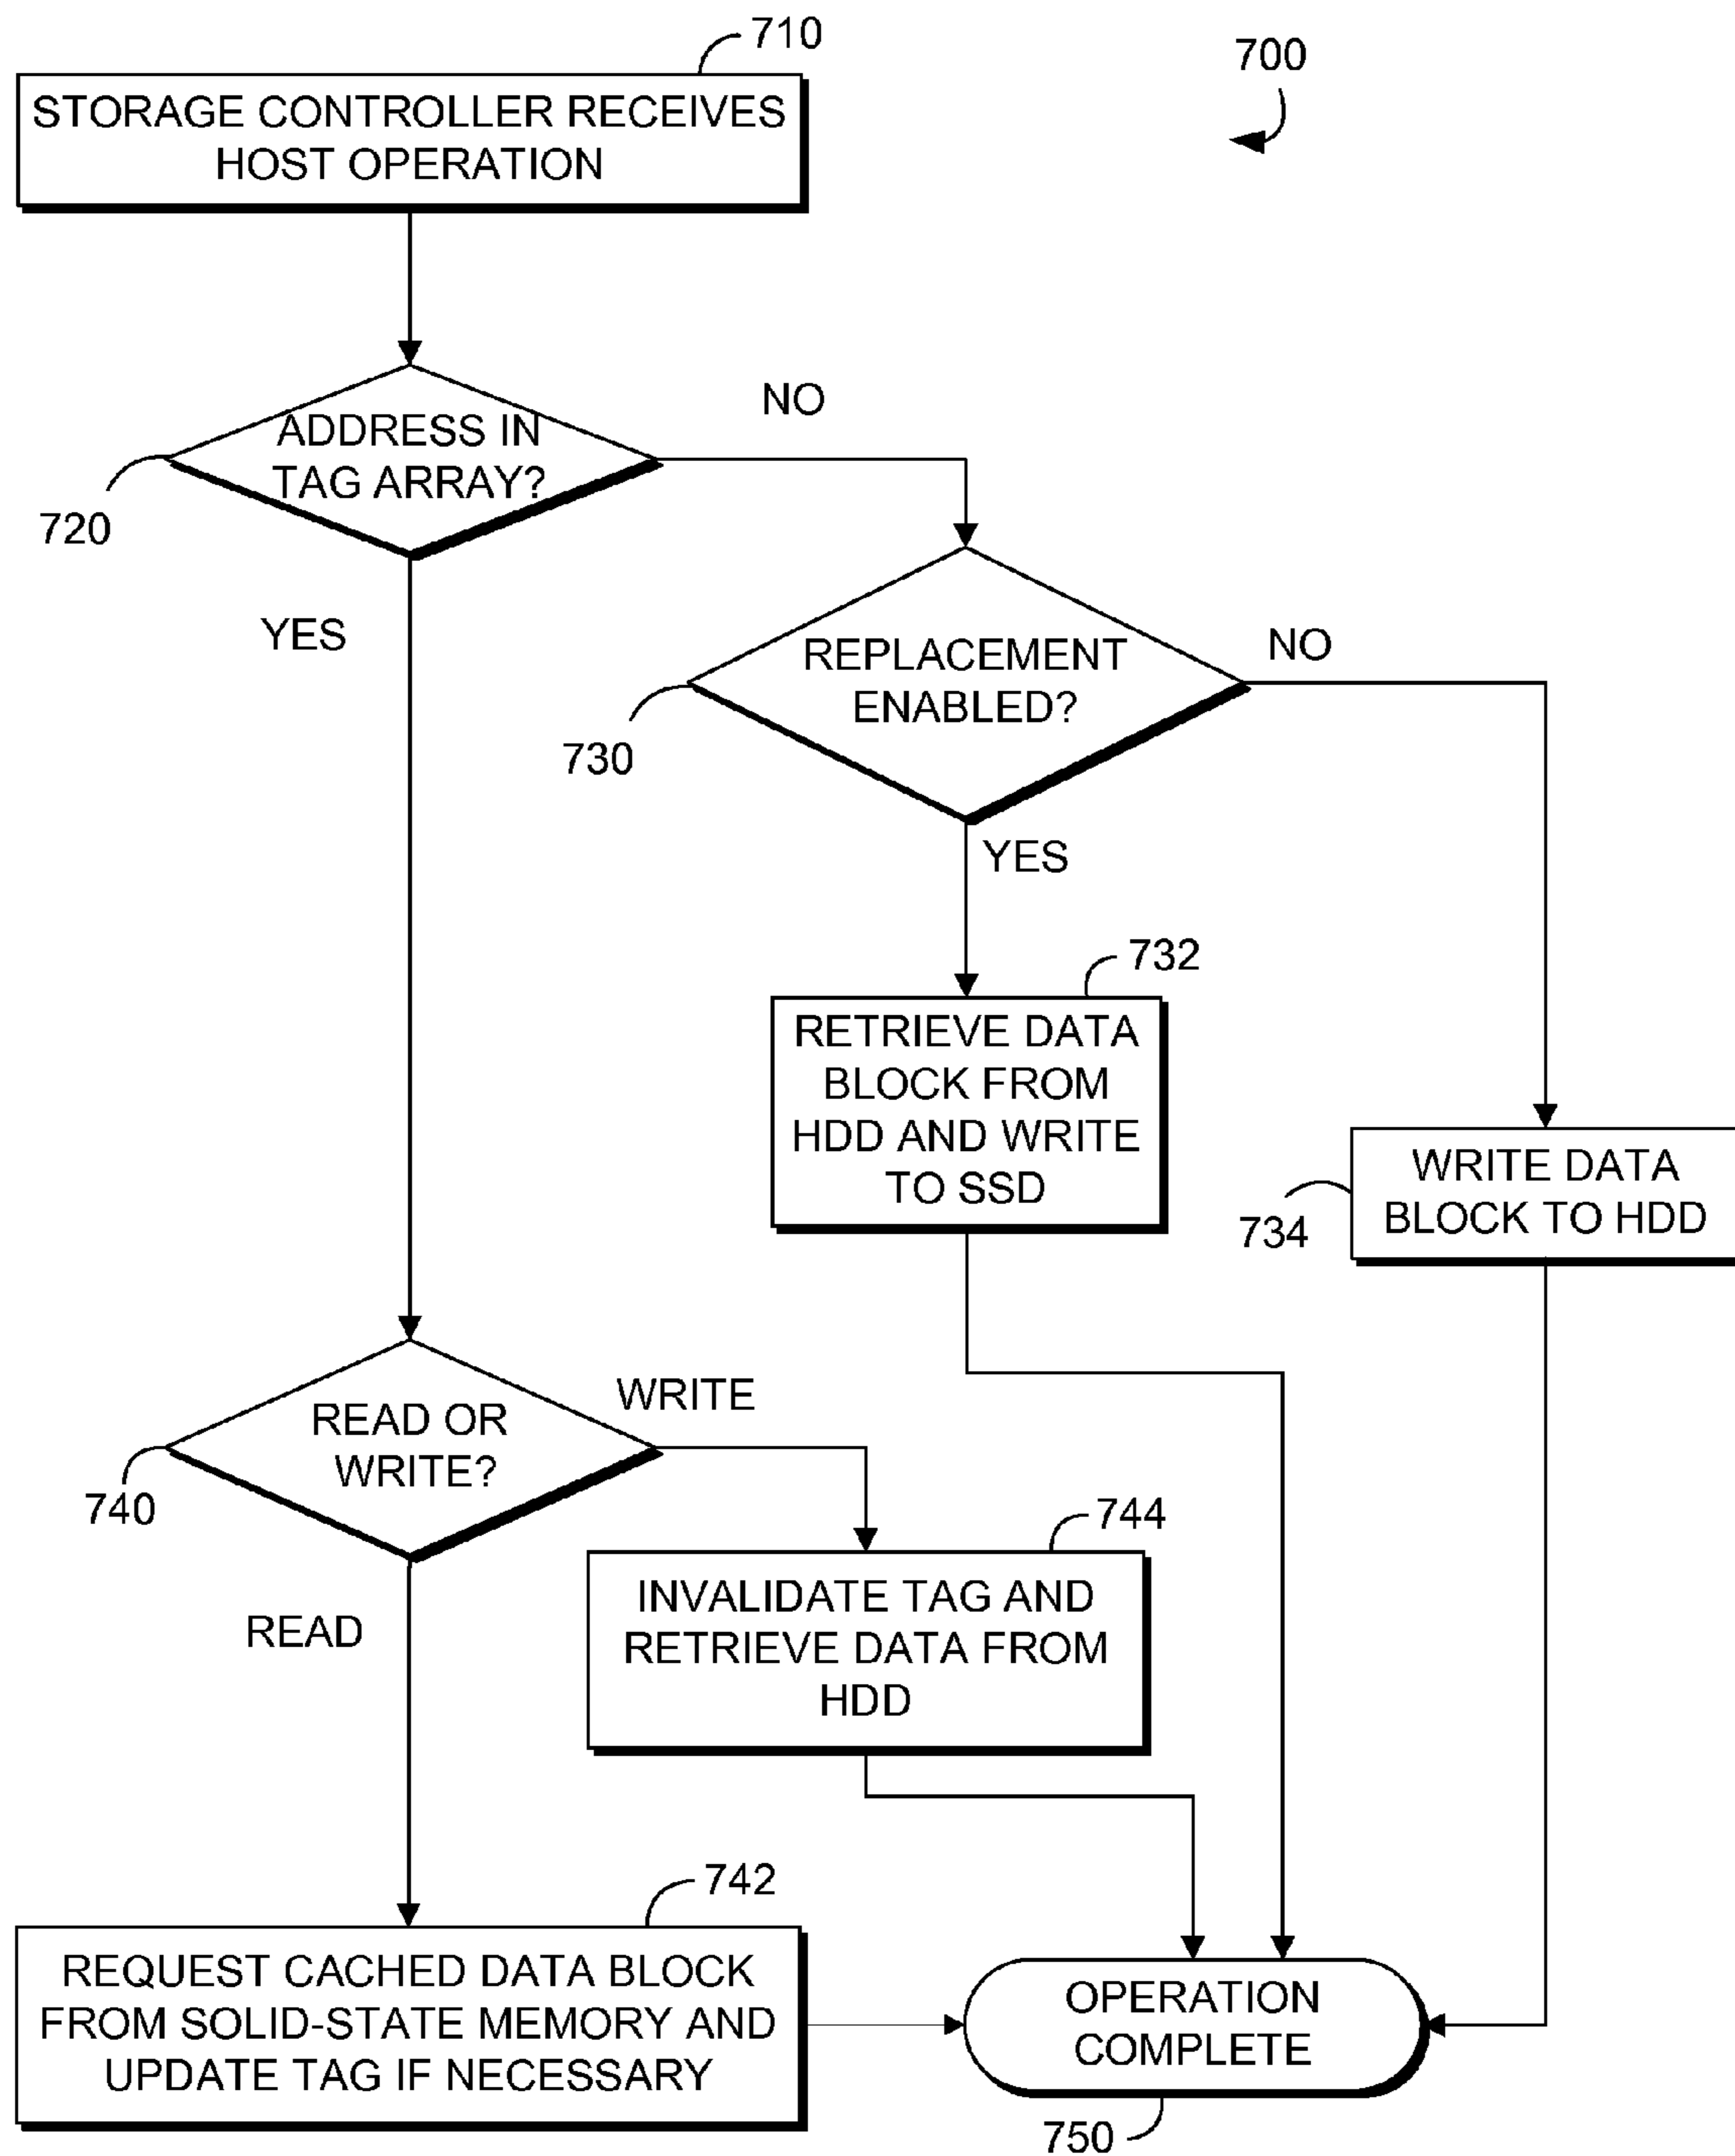 710
700
STORAGE CONTROLLER RECEIVES
HOST OPERATION
NO
ADDRESS IN
TAG ARRAY?
720
YES
NO
REPLACEMENT
ENABLED?
730
YES
732
RETRIEVE DATA
BLOCK FROM
HDD AND WRITE
TO SSD
WRITE DATA
BLOCK TO HDD
734
WRITE
READ OR
WRITE?
740
744
INVALIDATE TAG AND
RETRIEVE DATA FROM
HDD
READ
742
REQUEST CACHED DATA BLOCK
FROM SOLID-STATE MEMORY AND
UPDATE TAG IF NECESSARY
OPERATION
COMPLETE
750